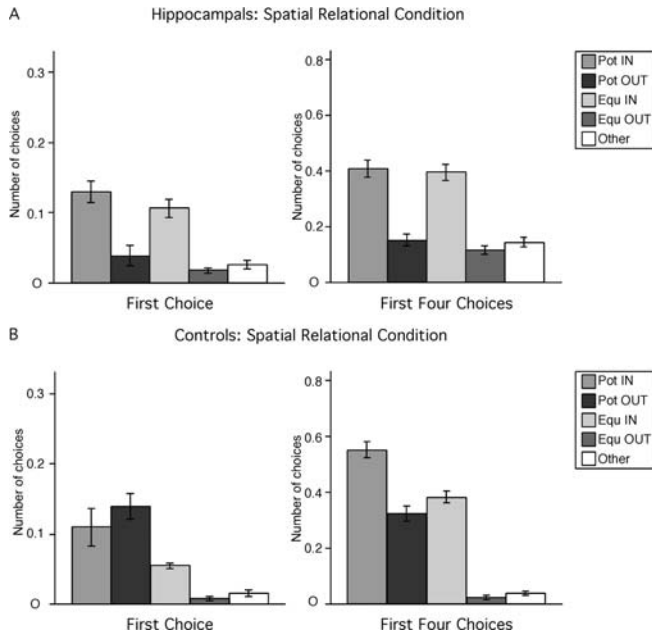 A
Hippocampals: Spatial Relational Condition
Number of choices
0.3
0.2
0.1
O
First Choice
Number of choices
0.8
0.6
0.4
0.2
O
First Four Choices
Pot IN
Pot OUT
Equ IN
Equ OUT
Other
B
Controls: Spatial Relational Condition
Number of choices
0.3
0.2
0.1
O
First Choice
Number of choices
0.8
0.6
0.4
0.2
O
First Four Choices
Pot IN
Pot OUT
Equ IN
Equ OUT
Other